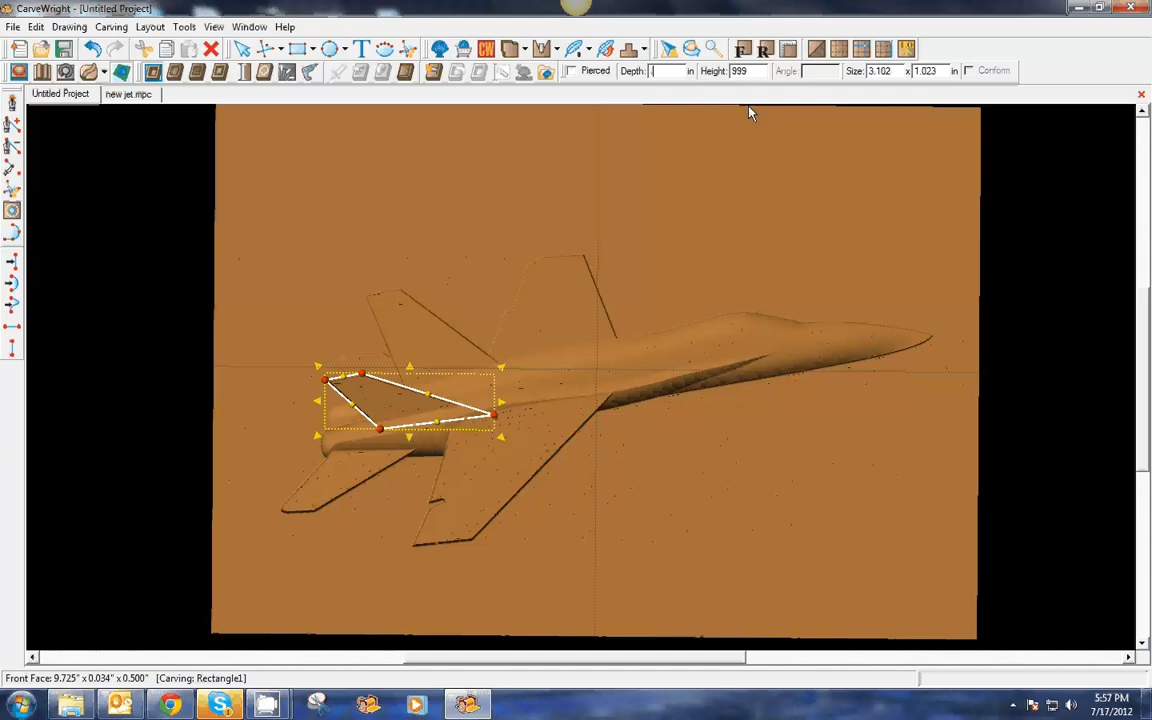 CarveWright - [Untitled Project]
File Edit Drawing Carving Layout Tools View Window Help
T CW F R
Pierced Depth: . in Height: 999 Angle: Size: 3.102 x 1.023 in Conform
Untitled Project new jet.mpc
Front Face: 9.725" x 0.034" x 0.500" [Carving: Rectangle1]
5:57 PM
7/17/2012